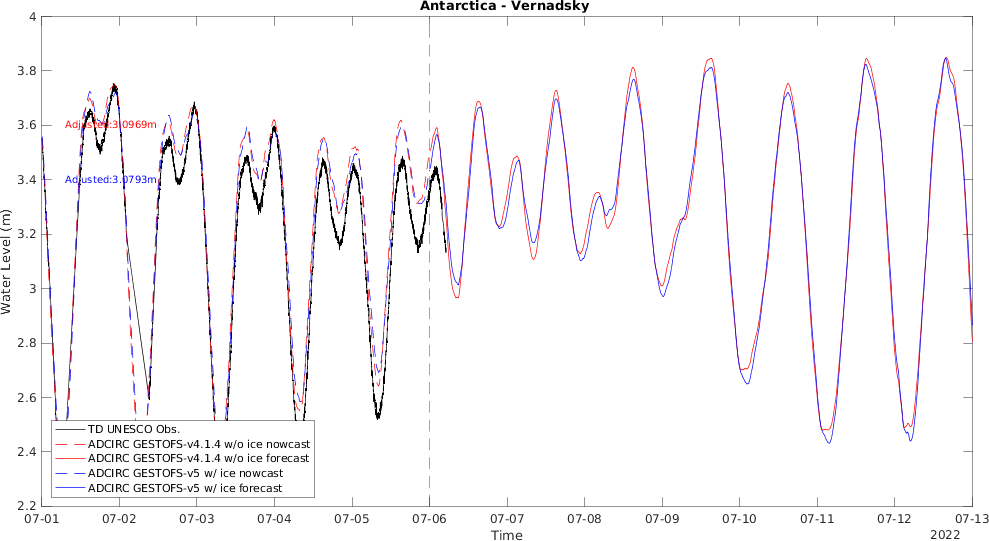 Antarctica - Vernadsky
4
3.8
3.6
3.4
3.2
3
2.8
2.6
2.4
2.2
Water Level (m)
Adjusted:3.0969m
Adjusted:3.0793m
TD UNESCO Obs.
ADCIRC GESTOFS-v4.1.4 w/o ice nowcast
ADCIRC GESTOFS-v4.1.4 w/o ice forecast
ADCIRC GESTOFS-v5 w/ ice nowcast
ADCIRC GESTOFS-v5 w/ ice forecast
07-01 07-02 07-03 07-04 07-05 07-06 07-07 07-08 07-09 07-10 07-11 07-12 07-13
Time
2022